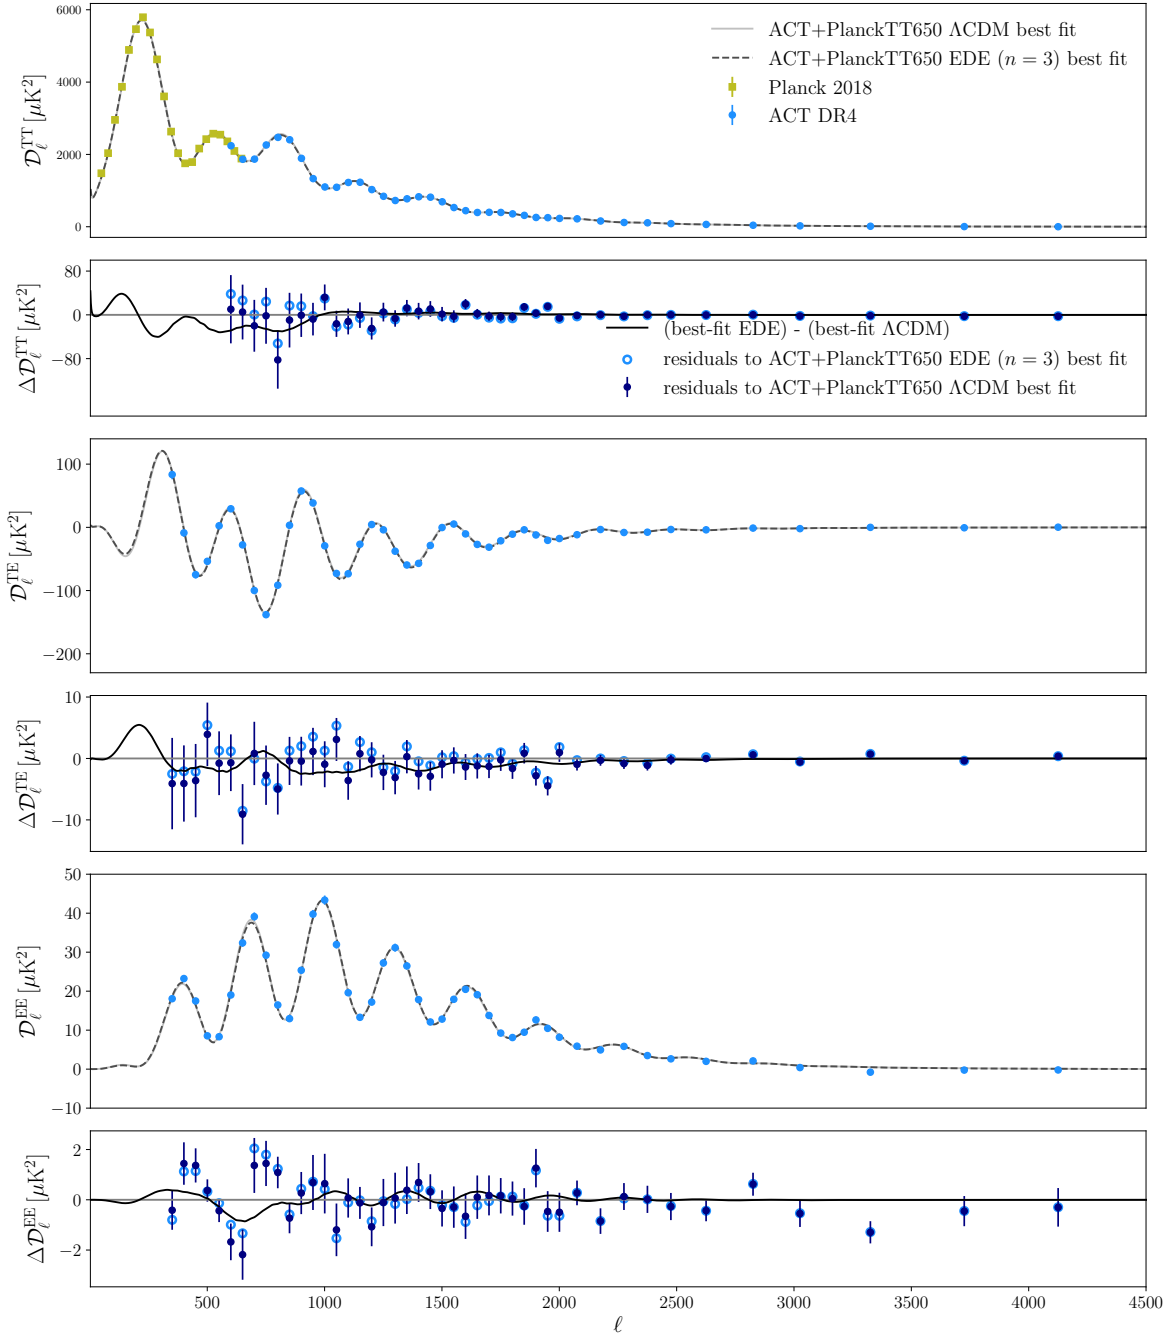 6000
4000
2000
0
𝒟_ℓ^TT [μK²]
ACT+PlanckTT650 ΛCDM best fit
ACT+PlanckTT650 EDE (n = 3) best fit
Planck 2018
ACT DR4
80
0
−80
Δ𝒟_ℓ^TT [μK²]
(best-fit EDE) - (best-fit ΛCDM)
residuals to ACT+PlanckTT650 EDE (n = 3) best fit
residuals to ACT+PlanckTT650 ΛCDM best fit
100
0
−100
−200
𝒟_ℓ^TE [μK²]
10
0
−10
Δ𝒟_ℓ^TE [μK²]
50
40
30
20
10
0
−10
𝒟_ℓ^EE [μK²]
2
0
−2
Δ𝒟_ℓ^EE [μK²]
500 1000 1500 2000 2500 3000 3500 4000 4500
ℓ